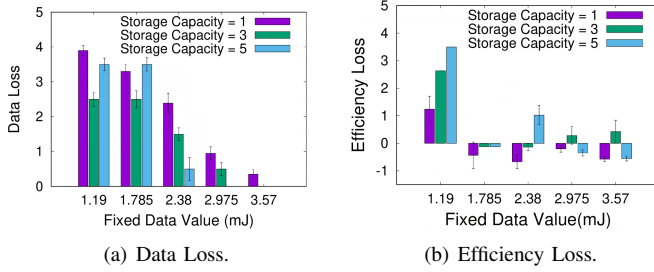 Storage Capacity = 1
Storage Capacity = 3
Storage Capacity = 5
Data Loss
5
4
3
2
1
0
1.19 1.785 2.38 2.975 3.57
Fixed Data Value (mJ)
(a) Data Loss.
Storage Capacity = 1
Storage Capacity = 3
Storage Capacity = 5
Efficiency Loss
5
4
3
2
1
0
-1
1.19 1.785 2.38 2.975 3.57
Fixed Data Value(mJ)
(b) Efficiency Loss.